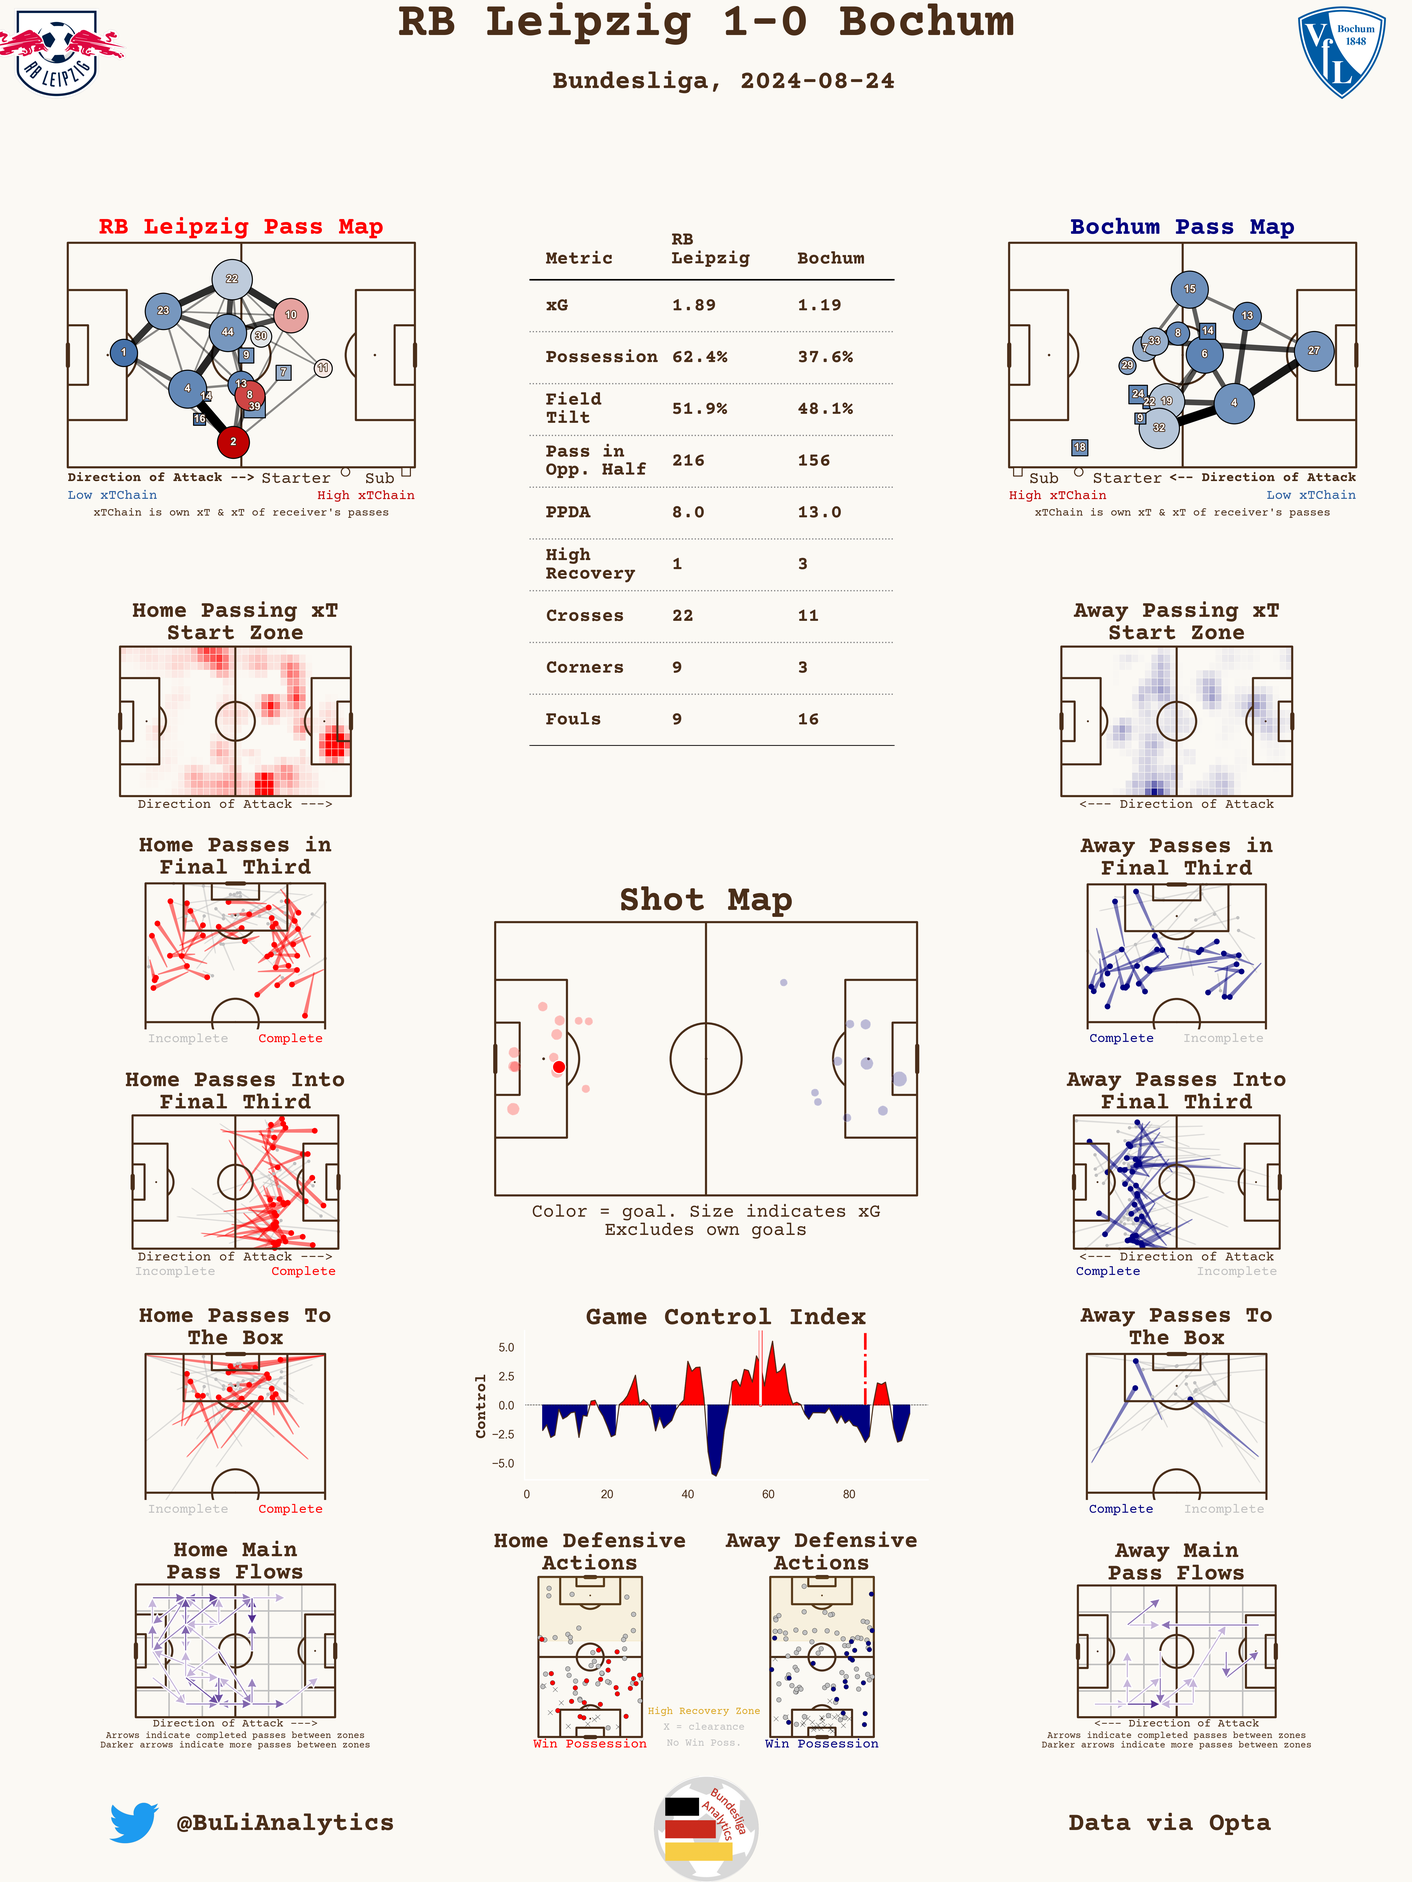 RB Leipzig 1-0 Bochum
Bundesliga, 2024-08-24
RB LEIPZIG
VfL
Bochum
1848
RB Leipzig Pass Map
22
23
10
44
30
1
9
11
7
4
13
14
8
39
16
2
Direction of Attack --> Starter Sub
Low xTChain High xTChain
xTChain is own xT & xT of receiver's passes
Metric RB Leipzig Bochum
xG 1.89 1.19
Possession 62.4% 37.6%
Field Tilt 51.9% 48.1%
Pass in Opp. Half 216 156
PPDA 8.0 13.0
High Recovery 1 3
Crosses 22 11
Corners 9 3
Fouls 9 16
Bochum Pass Map
15
13
14
8
33
7
6
27
29
24
22
19
4
9
32
18
Sub Starter <-- Direction of Attack
High xTChain Low xTChain
xTChain is own xT & xT of receiver's passes
Home Passing xT
Start Zone
Direction of Attack --->
Away Passing xT
Start Zone
<--- Direction of Attack
Home Passes in
Final Third
Incomplete Complete
Away Passes in
Final Third
Complete Incomplete
Shot Map
Color = goal. Size indicates xG
Excludes own goals
Home Passes Into
Final Third
Direction of Attack --->
Incomplete Complete
Away Passes Into
Final Third
<--- Direction of Attack
Complete Incomplete
Home Passes To
The Box
Incomplete Complete
Game Control Index
Control
5.0
2.5
0.0
−2.5
−5.0
0 20 40 60 80
Away Passes To
The Box
Complete Incomplete
Home Main
Pass Flows
Direction of Attack --->
Arrows indicate completed passes between zones
Darker arrows indicate more passes between zones
Home Defensive
Actions
Win Possession
High Recovery Zone
X = clearance
No Win Poss.
Away Defensive
Actions
Win Possession
Away Main
Pass Flows
<--- Direction of Attack
Arrows indicate completed passes between zones
Darker arrows indicate more passes between zones
@BuLiAnalytics
Bundesliga
Analytics
Data via Opta